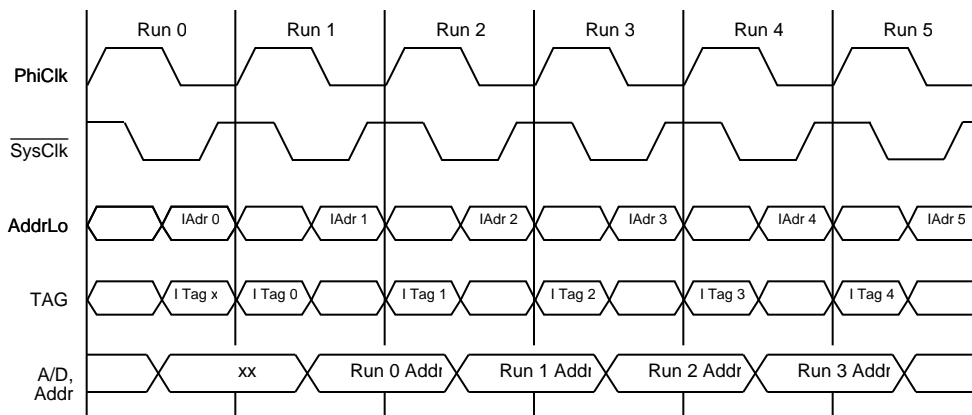 Run 0 Run 1 Run 2 Run 3 Run 4 Run 5
PhiClk
SysClk
AddrLo IAdr 0 IAdr 1 IAdr 2 IAdr 3 IAdr 4 IAdr 5
TAG I Tag x I Tag 0 I Tag 1 I Tag 2 I Tag 3 I Tag 4
A/D, xx Run 0 Addr Run 1 Addr Run 2 Addr Run 3 Addr
Addr